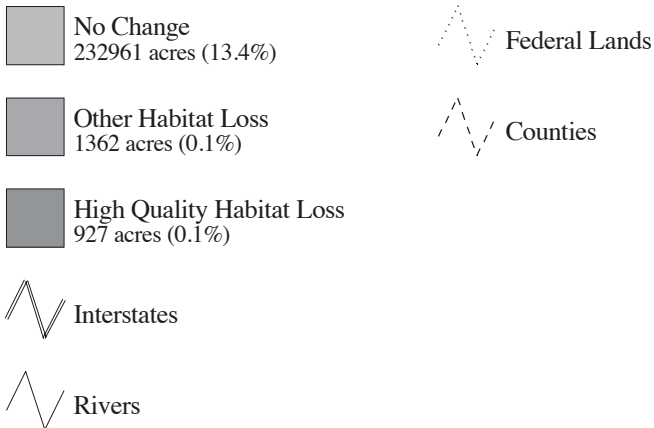 No Change
232961 acres (13.4%)
Other Habitat Loss
1362 acres (0.1%)
High Quality Habitat Loss
927 acres (0.1%)
Interstates
Rivers
Federal Lands
Counties